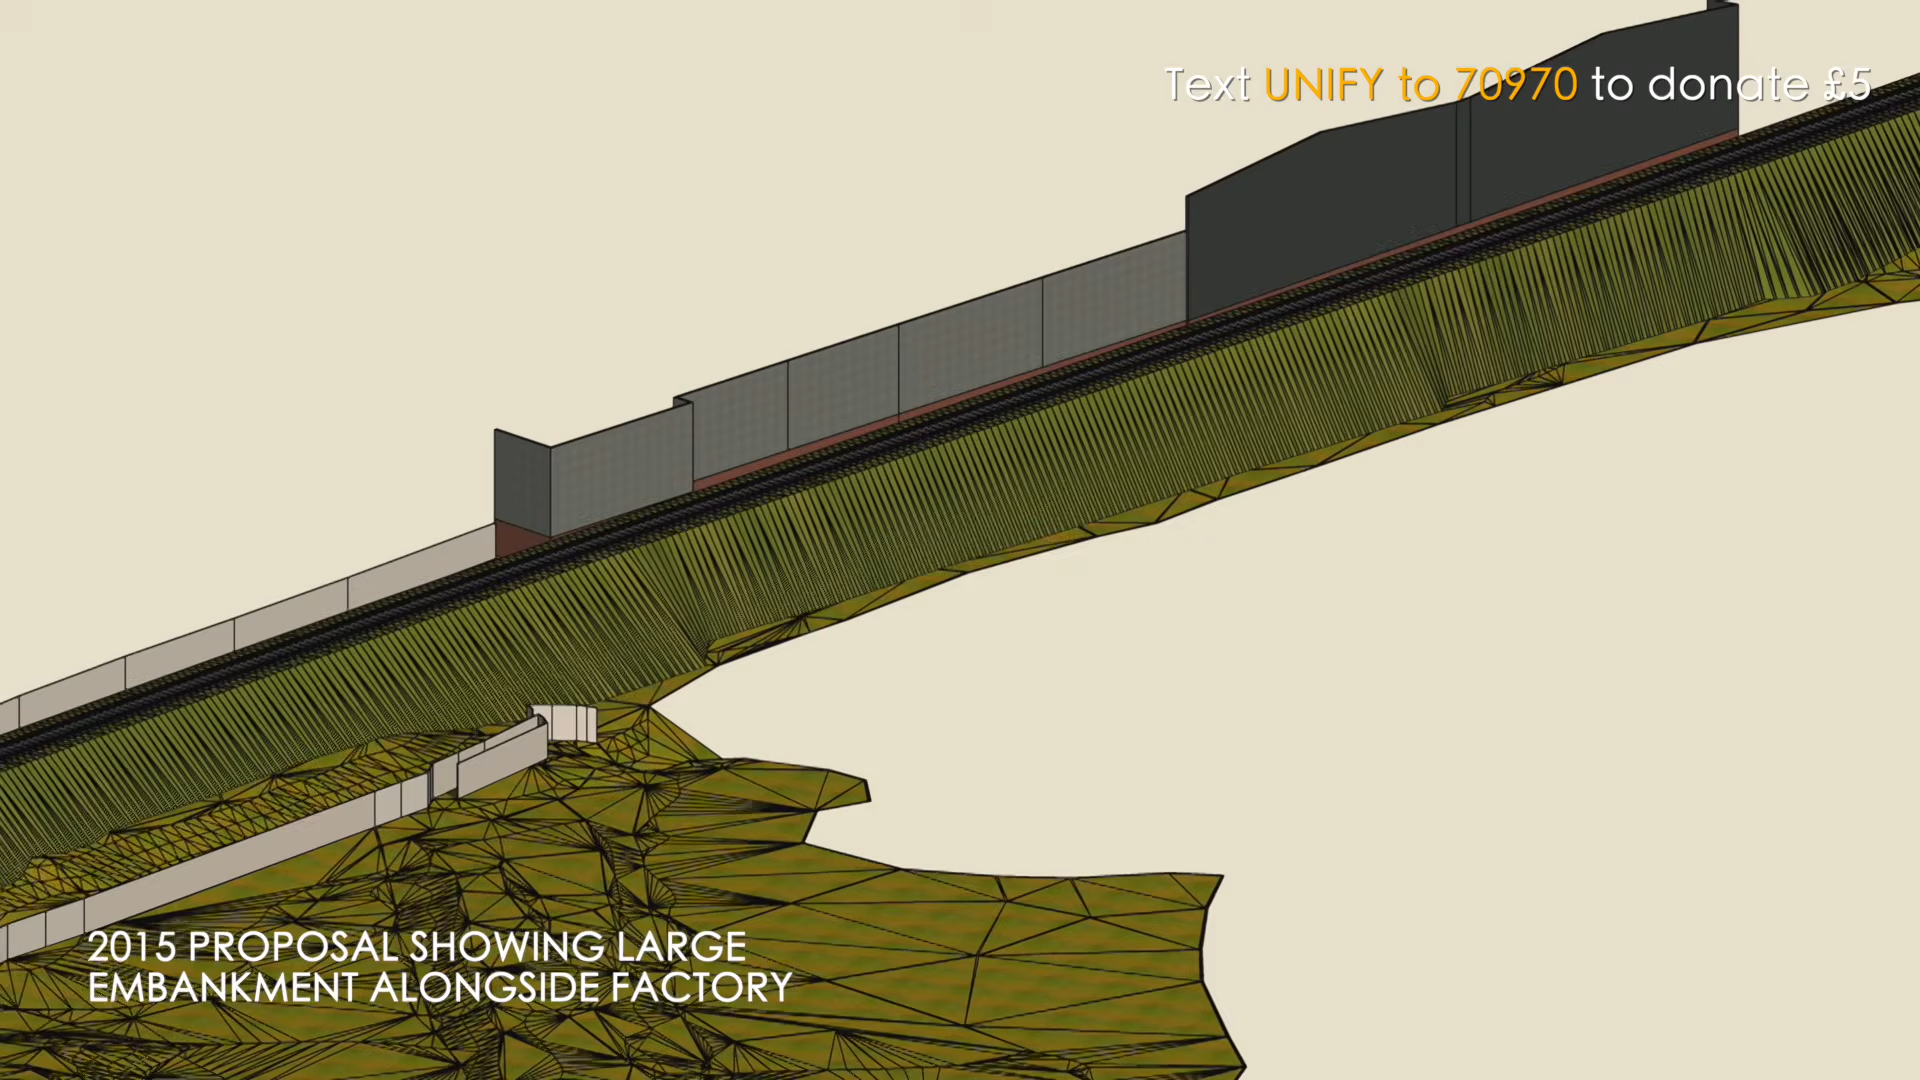 Text UNIFY to 70970 to donate £5
2015 PROPOSAL SHOWING LARGE
EMBANKMENT ALONGSIDE FACTORY